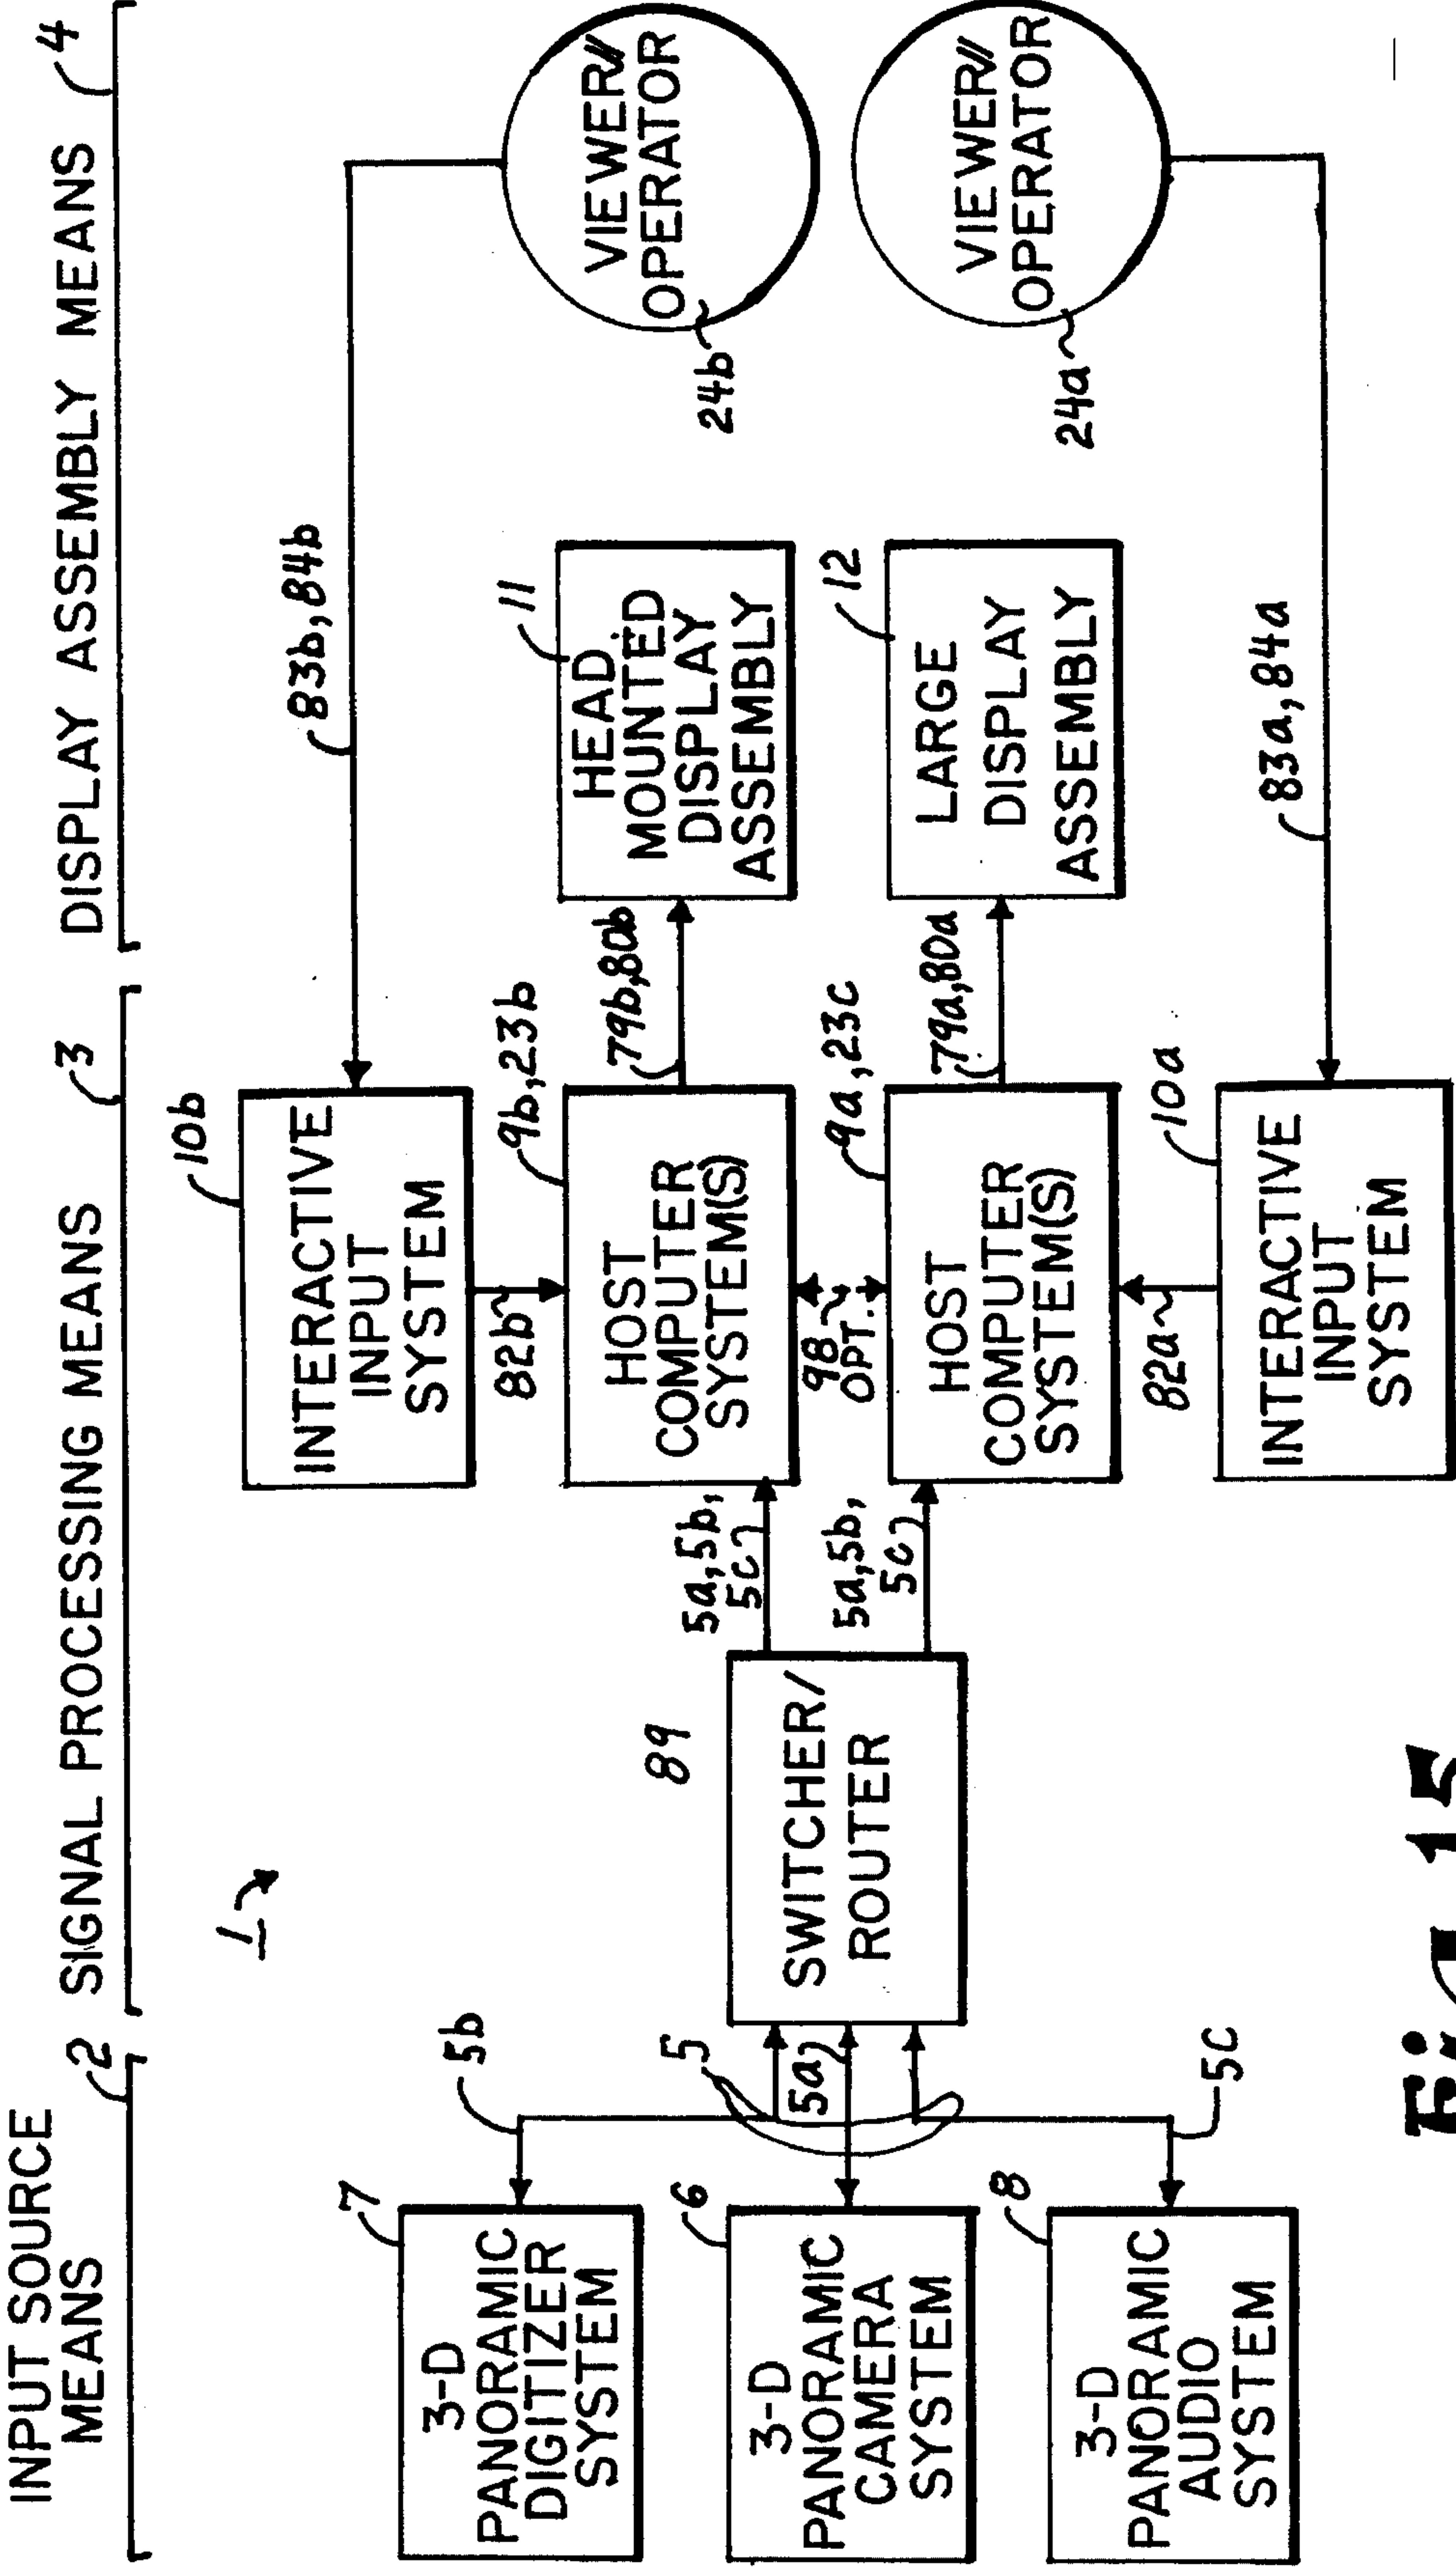 INPUT SOURCE
MEANS
2
SIGNAL PROCESSING MEANS
3
DISPLAY ASSEMBLY MEANS
4
1
7
3-D
PANORAMIC
DIGITIZER
SYSTEM
5b
6
3-D
PANORAMIC
CAMERA
SYSTEM
5
5a
8
3-D
PANORAMIC
AUDIO
SYSTEM
5c
89
SWITCHER/
ROUTER
5a,5b,
5c
5a,5b,
5c
10b
INTERACTIVE
INPUT
SYSTEM
82b
9b,23b
HOST
COMPUTER
SYSTEM(S)
98
OPT.
9a,23c
HOST
COMPUTER
SYSTEM(S)
82a
10a
INTERACTIVE
INPUT
SYSTEM
83b,84b
79b,80b
11
HEAD
MOUNTED
DISPLAY
ASSEMBLY
79a,80a
12
LARGE
DISPLAY
ASSEMBLY
83a,84a
VIEWER/
OPERATOR
24b
VIEWER/
OPERATOR
24a
Fig 15